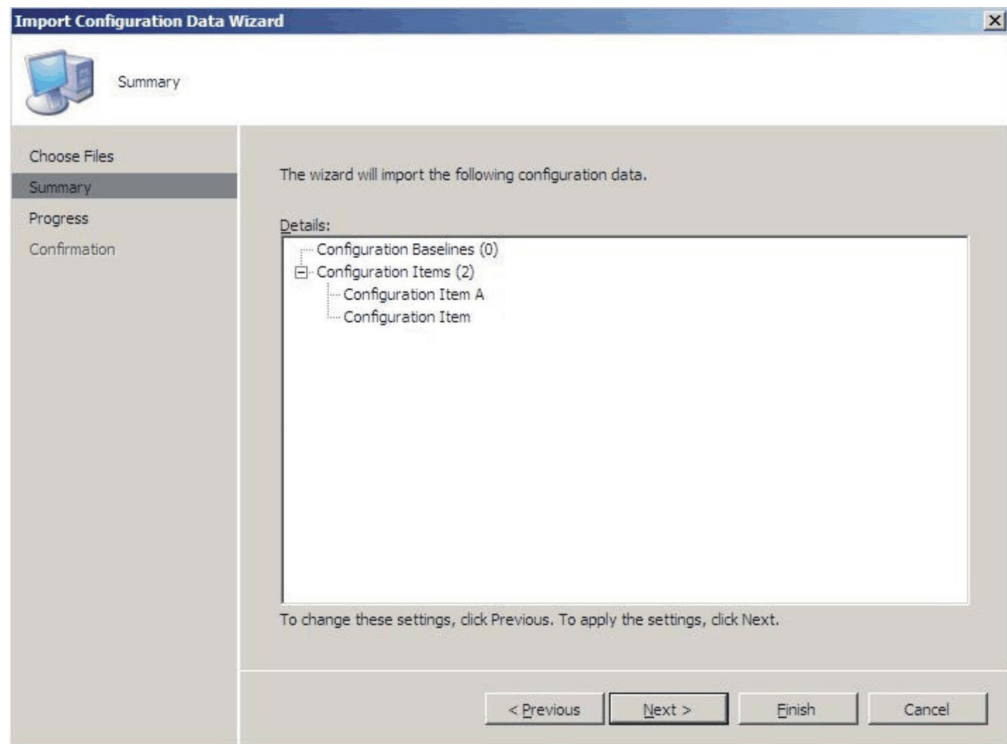 Import Configuration Data Wizard
Summary
Choose Files
Summary
Progress
Confirmation
The wizard will import the following configuration data.
Details:
Configuration Baselines (0)
Configuration Items (2)
Configuration Item A
Configuration Item
To change these settings, click Previous. To apply the settings, click Next.
< Previous
Next >
Finish
Cancel